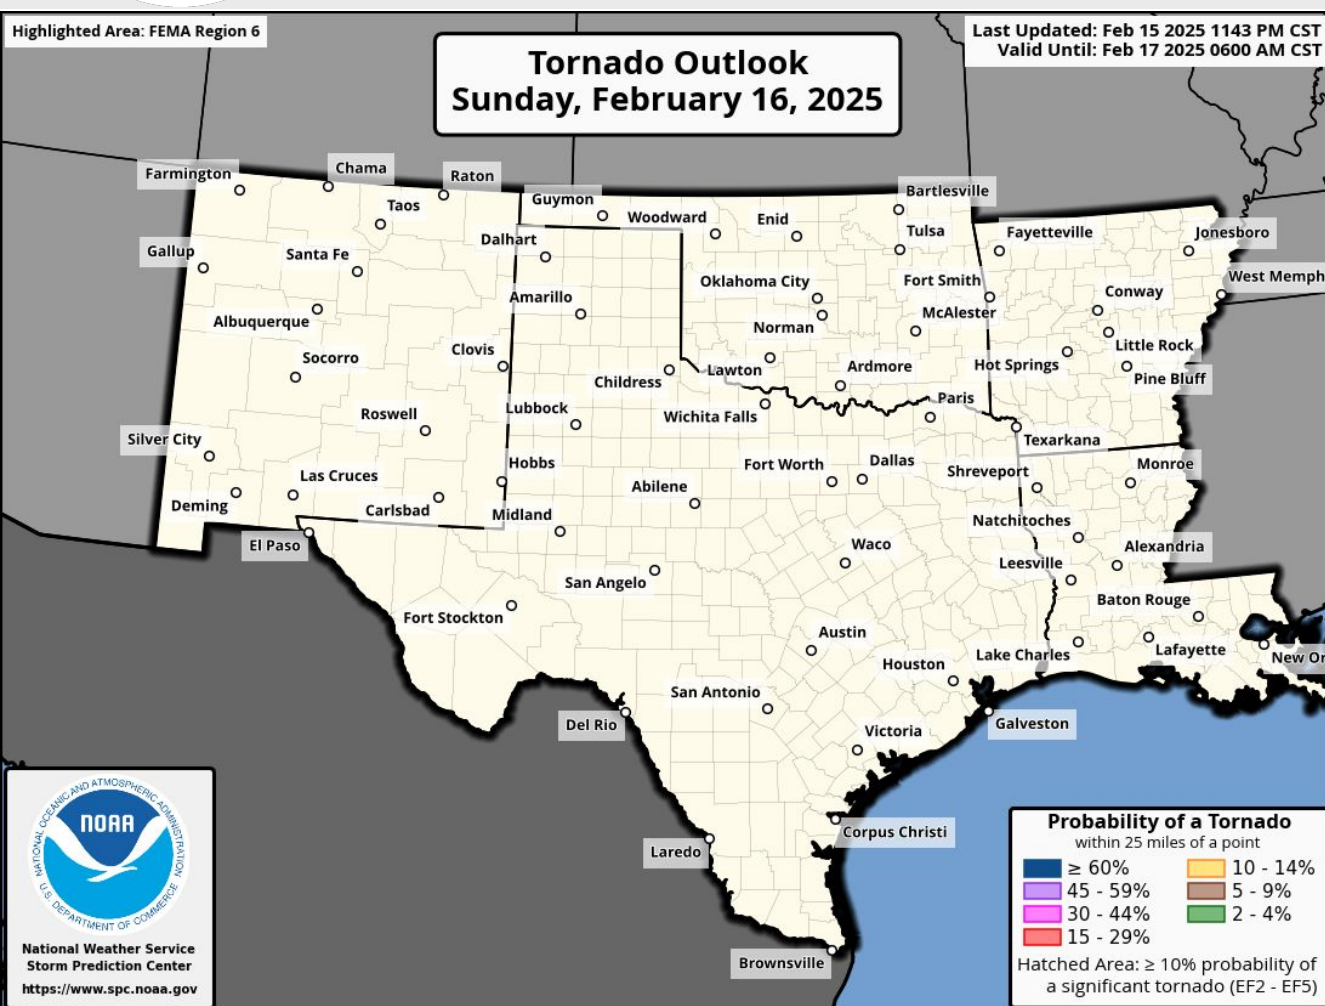 Highlighted Area: FEMA Region 6
Last Updated: Feb 15 2025 1143 PM CST
Valid Until: Feb 17 2025 0600 AM CST
Tornado Outlook
Sunday, February 16, 2025
Farmington
Chama
Raton
Taos
Guymon
Woodward
Enid
Bartlesville
Tulsa
Fayetteville
Jonesboro
Gallup
Santa Fe
Dalhart
Oklahoma City
Fort Smith
West Memph
Conway
Albuquerque
Amarillo
Norman
McAlester
Little Rock
Socorro
Clovis
Childress
Lawton
Ardmore
Hot Springs
Pine Bluff
Roswell
Lubbock
Wichita Falls
Paris
Texarkana
Silver City
Las Cruces
Hobbs
Abilene
Fort Worth
Dallas
Shreveport
Monroe
Deming
Carlsbad
Midland
Natchitoches
El Paso
San Angelo
Waco
Leesville
Alexandria
Fort Stockton
Austin
Baton Rouge
Houston
Lake Charles
Lafayette
New Or
San Antonio
Del Rio
Victoria
Galveston
Corpus Christi
Laredo
Brownsville
NATIONAL OCEANIC AND ATMOSPHERIC ADMINISTRATION
NOAA
U.S. DEPARTMENT OF COMMERCE
National Weather Service
Storm Prediction Center
https://www.spc.noaa.gov
Probability of a Tornado
within 25 miles of a point
≥ 60%
10 - 14%
45 - 59%
5 - 9%
30 - 44%
2 - 4%
15 - 29%
Hatched Area: ≥ 10% probability of
a significant tornado (EF2 - EF5)